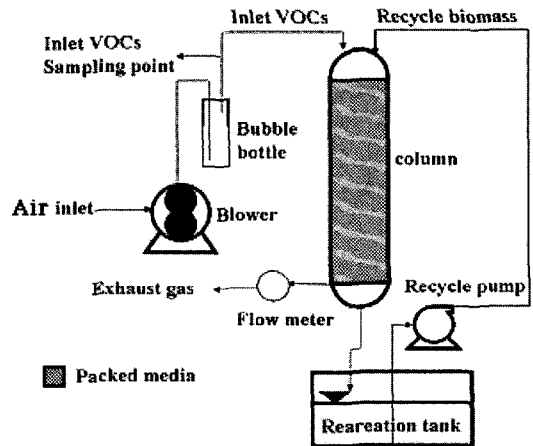 Inlet VOCs
Recycle biomass
Inlet VOCs
Sampling point
Bubble
bottle
column
Air inlet
Blower
Exhaust gas
Flow meter
Recycle pump
Packed media
Reareation tank